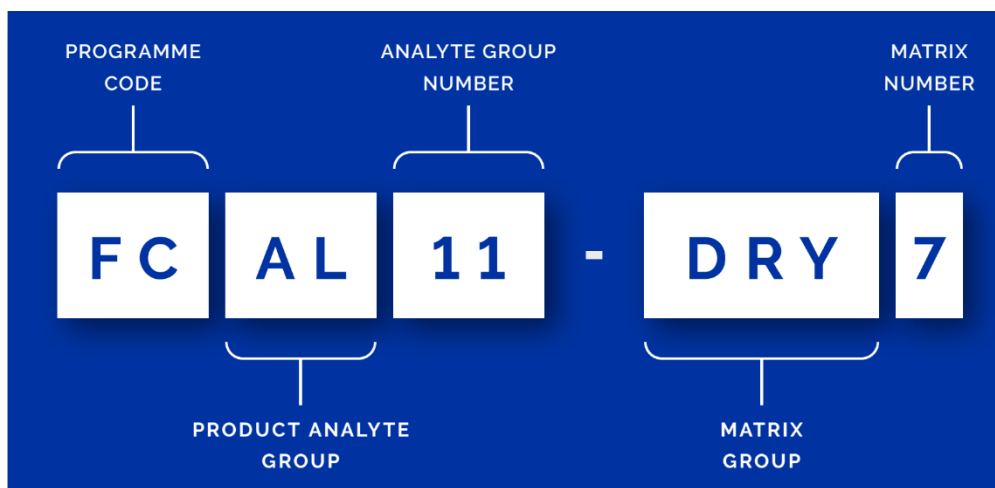 PROGRAMME
CODE
ANALYTE GROUP
NUMBER
MATRIX
NUMBER
FC AL 11 - DRY 7
PRODUCT ANALYTE
GROUP
MATRIX
GROUP